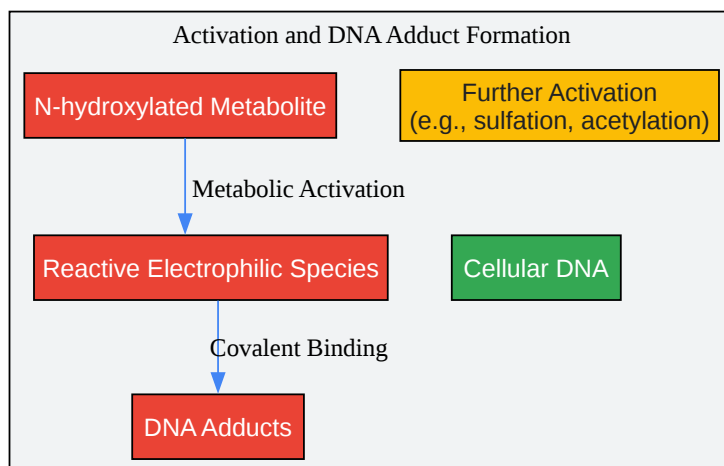 Activation and DNA Adduct Formation
N-hydroxylated Metabolite
Further Activation
(e.g., sulfation, acetylation)
Metabolic Activation
Reactive Electrophilic Species
Cellular DNA
Covalent Binding
DNA Adducts